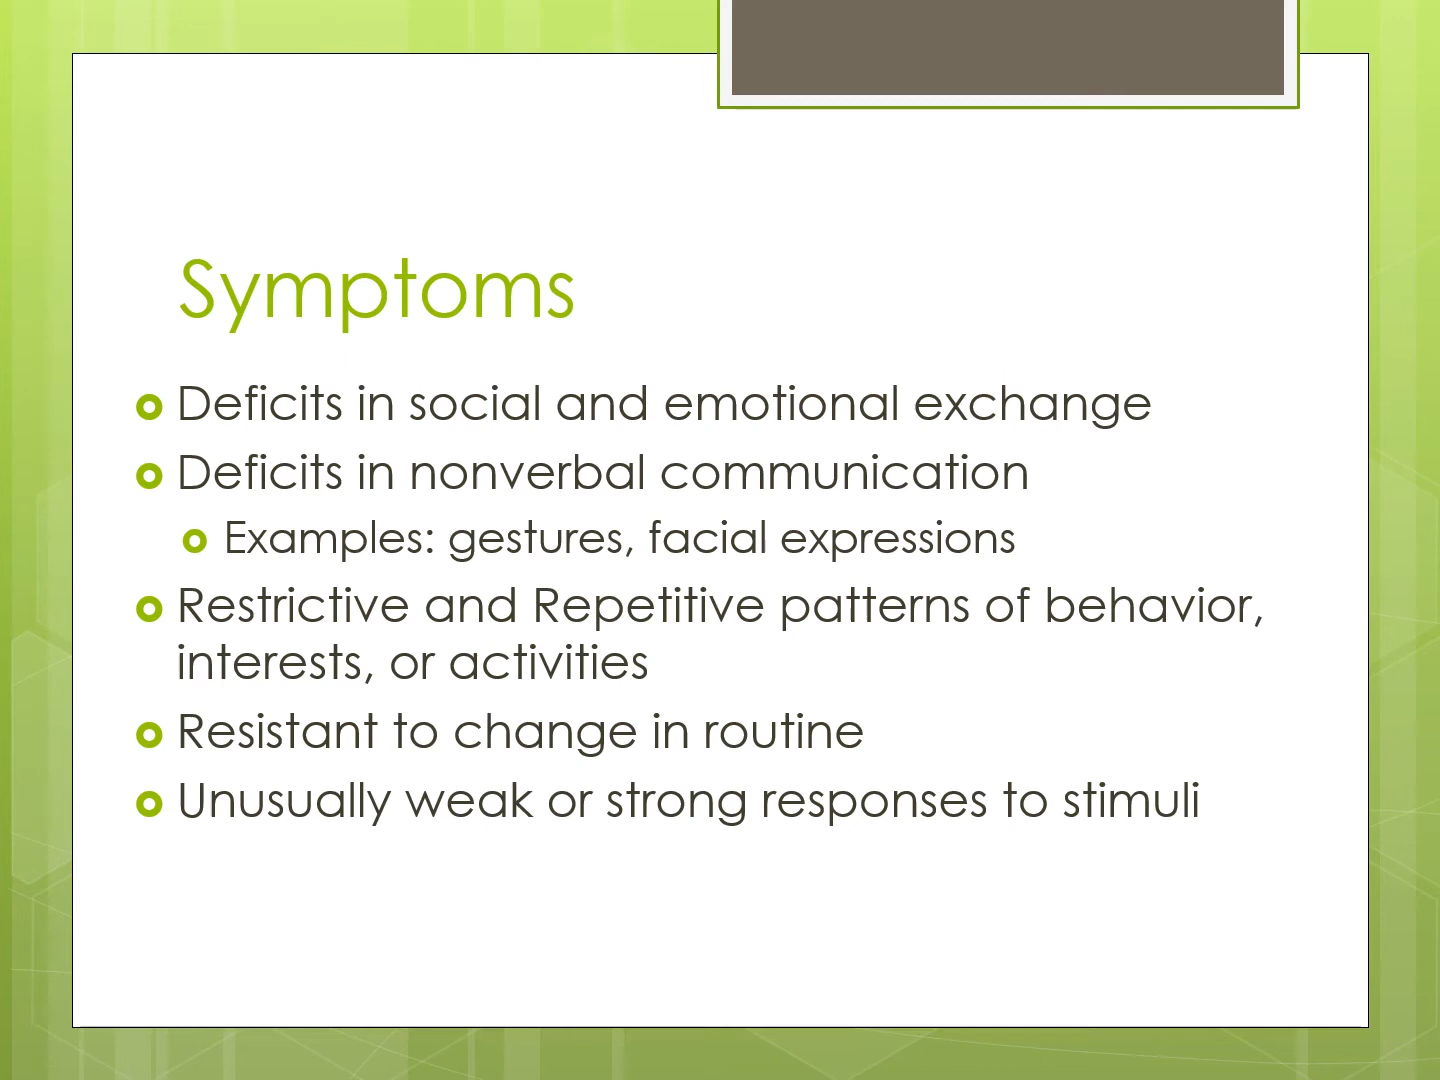 Symptoms
Deficits in social and emotional exchange
Deficits in nonverbal communication
Examples: gestures, facial expressions
Restrictive and Repetitive patterns of behavior,
interests, or activities
Resistant to change in routine
Unusually weak or strong responses to stimuli